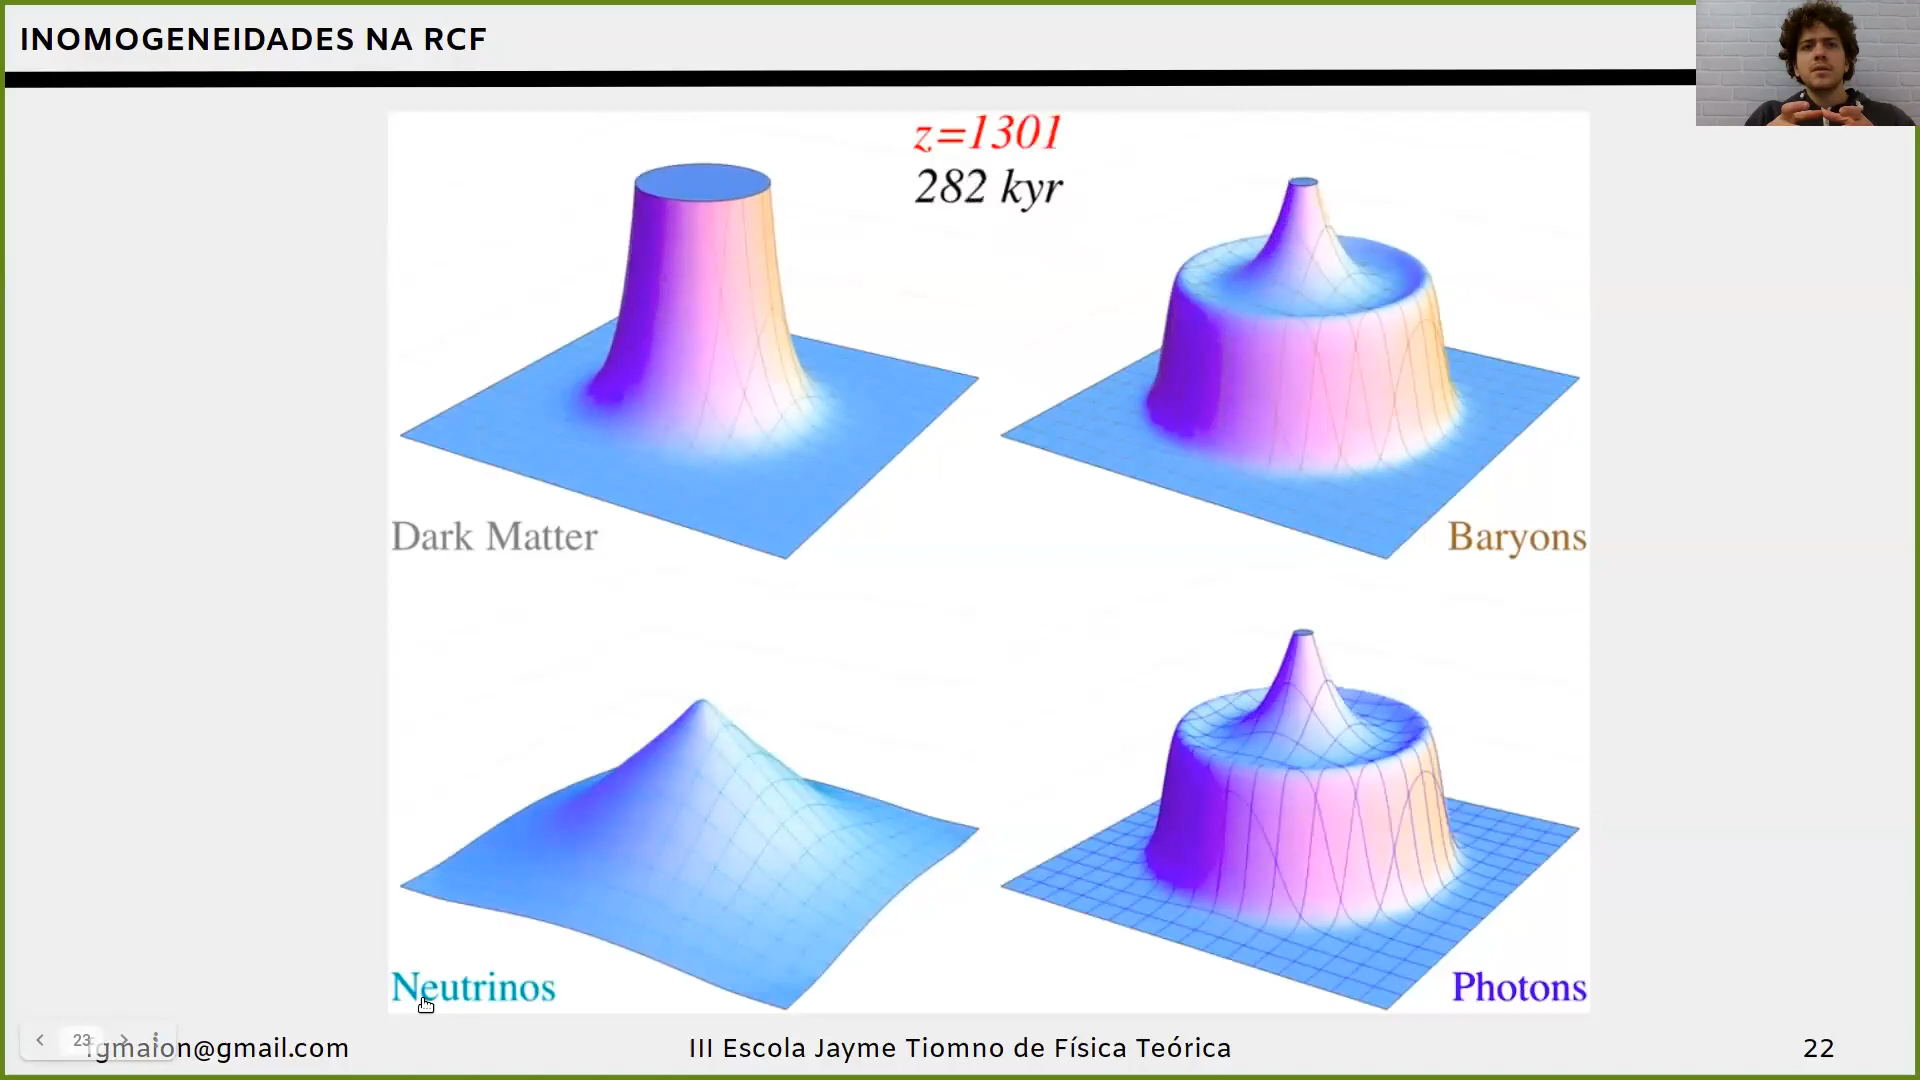 INOMOGENEIDADES NA RCF
z=1301
282 kyr
Dark Matter
Baryons
Neutrinos
Photons
23
fgmaion@gmail.com
III Escola Jayme Tiomno de Física Teórica
22